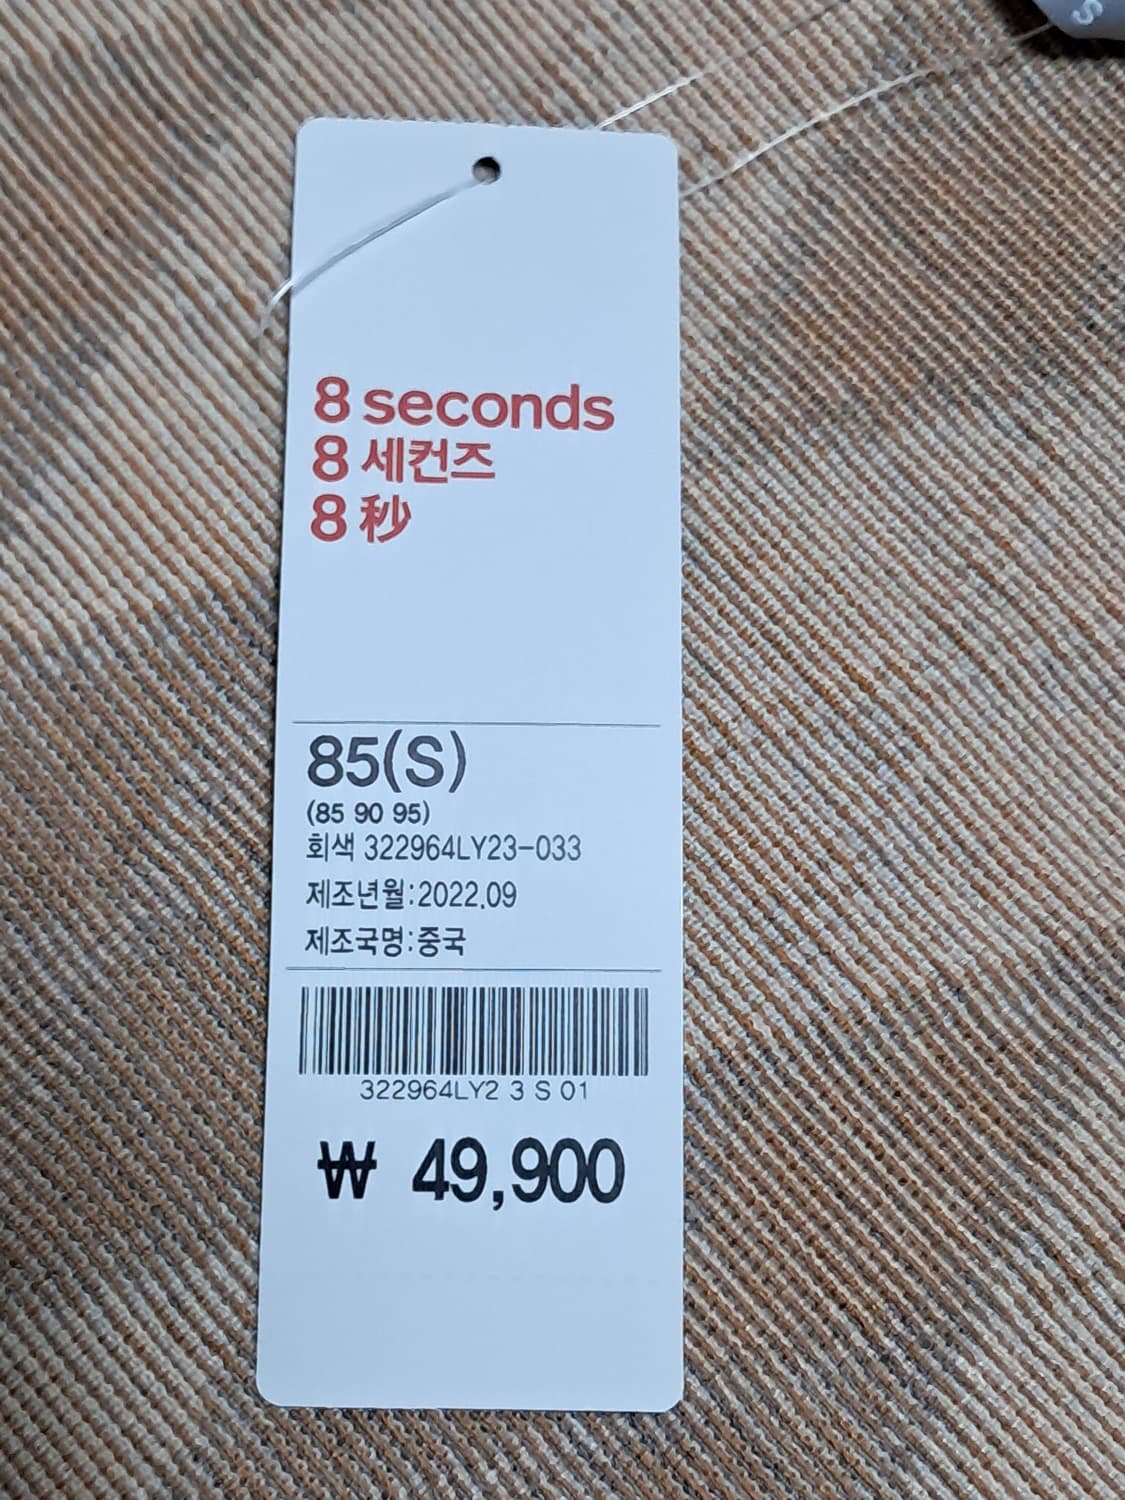 8 seconds
8 세컨즈
8 秒
85(S)
(85 90 95)
회색 322964LY23-033
제조년월:2022.09
제조국명:중국
322964LY2 3 S 01
₩ 49,900
S